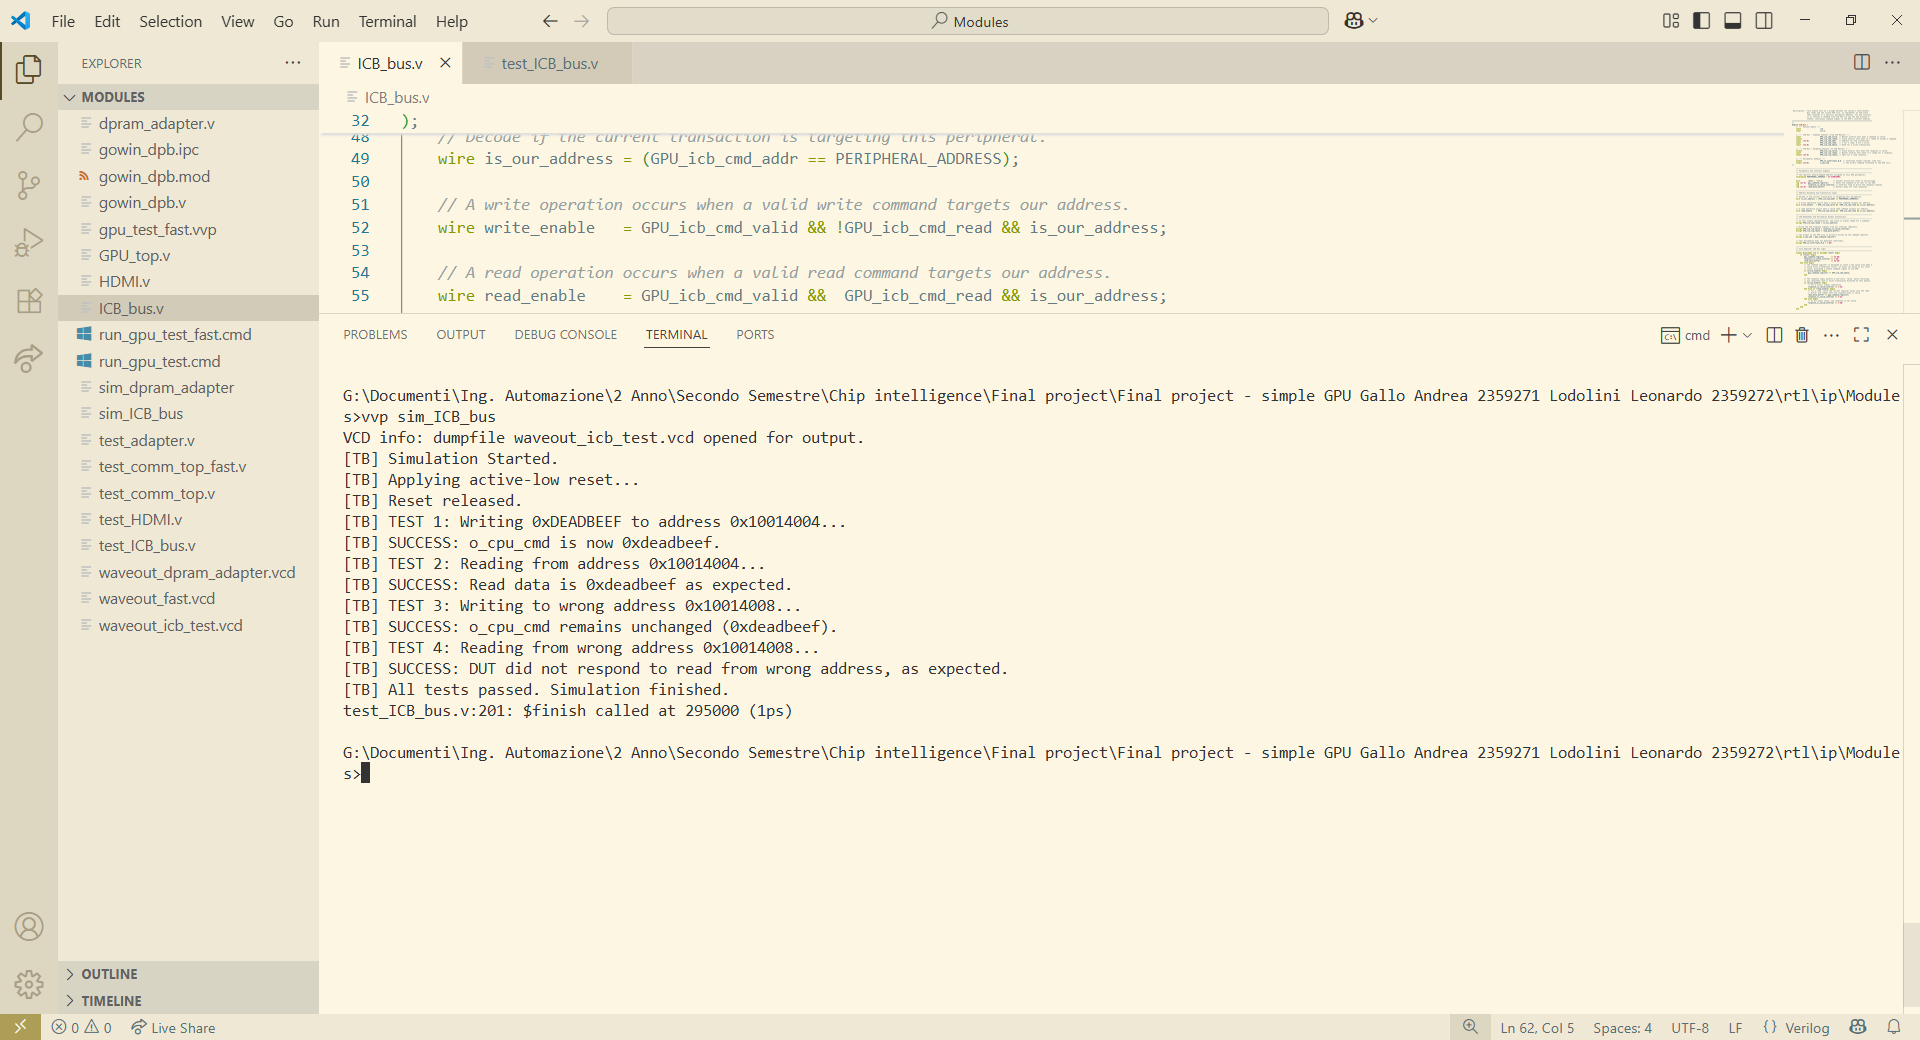 File Edit Selection View Go Run Terminal Help
Modules
EXPLORER
MODULES
dpram_adapter.v
gowin_dpb.ipc
gowin_dpb.mod
gowin_dpb.v
gpu_test_fast.vvp
GPU_top.v
HDMI.v
ICB_bus.v
run_gpu_test_fast.cmd
run_gpu_test.cmd
sim_dpram_adapter
sim_ICB_bus
test_adapter.v
test_comm_top_fast.v
test_comm_top.v
test_HDMI.v
test_ICB_bus.v
waveout_dpram_adapter.vcd
waveout_fast.vcd
waveout_icb_test.vcd
OUTLINE
TIMELINE
ICB_bus.v test_ICB_bus.v
ICB_bus.v
32 );
48 // Decode if the current transaction is targeting this peripheral.
49 wire is_our_address = (GPU_icb_cmd_addr == PERIPHERAL_ADDRESS);
50
51 // A write operation occurs when a valid write command targets our address.
52 wire write_enable   = GPU_icb_cmd_valid && !GPU_icb_cmd_read && is_our_address;
53
54 // A read operation occurs when a valid read command targets our address.
55 wire read_enable    = GPU_icb_cmd_valid &&  GPU_icb_cmd_read && is_our_address;
PROBLEMS OUTPUT DEBUG CONSOLE TERMINAL PORTS
cmd
G:\Documenti\Ing. Automazione\2 Anno\Secondo Semestre\Chip intelligence\Final project\Final project - simple GPU Gallo Andrea 2359271 Lodolini Leonardo 2359272\rtl\ip\Module
s>vvp sim_ICB_bus
VCD info: dumpfile waveout_icb_test.vcd opened for output.
[TB] Simulation Started.
[TB] Applying active-low reset...
[TB] Reset released.
[TB] TEST 1: Writing 0xDEADBEEF to address 0x10014004...
[TB] SUCCESS: o_cpu_cmd is now 0xdeadbeef.
[TB] TEST 2: Reading from address 0x10014004...
[TB] SUCCESS: Read data is 0xdeadbeef as expected.
[TB] TEST 3: Writing to wrong address 0x10014008...
[TB] SUCCESS: o_cpu_cmd remains unchanged (0xdeadbeef).
[TB] TEST 4: Reading from wrong address 0x10014008...
[TB] SUCCESS: DUT did not respond to read from wrong address, as expected.
[TB] All tests passed. Simulation finished.
test_ICB_bus.v:201: $finish called at 295000 (1ps)
G:\Documenti\Ing. Automazione\2 Anno\Secondo Semestre\Chip intelligence\Final project\Final project - simple GPU Gallo Andrea 2359271 Lodolini Leonardo 2359272\rtl\ip\Module
s>
0 0 Live Share
Ln 62, Col 5 Spaces: 4 UTF-8 LF {} Verilog